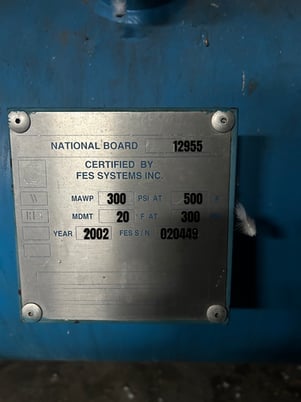 NATIONAL BOARD 12955
CERTIFIED BY
FES SYSTEMS INC.
W MAWP 300 PSI AT 500 F
MDMT 20 °F AT 300
YEAR 2002 FES S/N 020449